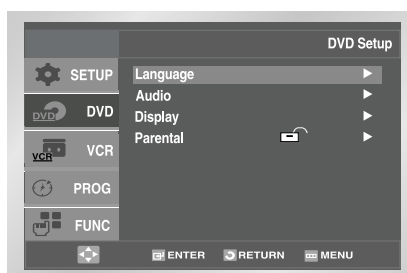 DVD Setup
SETUP
DVD DVD
VCR VCR
PROG
FUNC
Language ►
Audio ►
Display ►
Parental ►
ENTER RETURN MENU